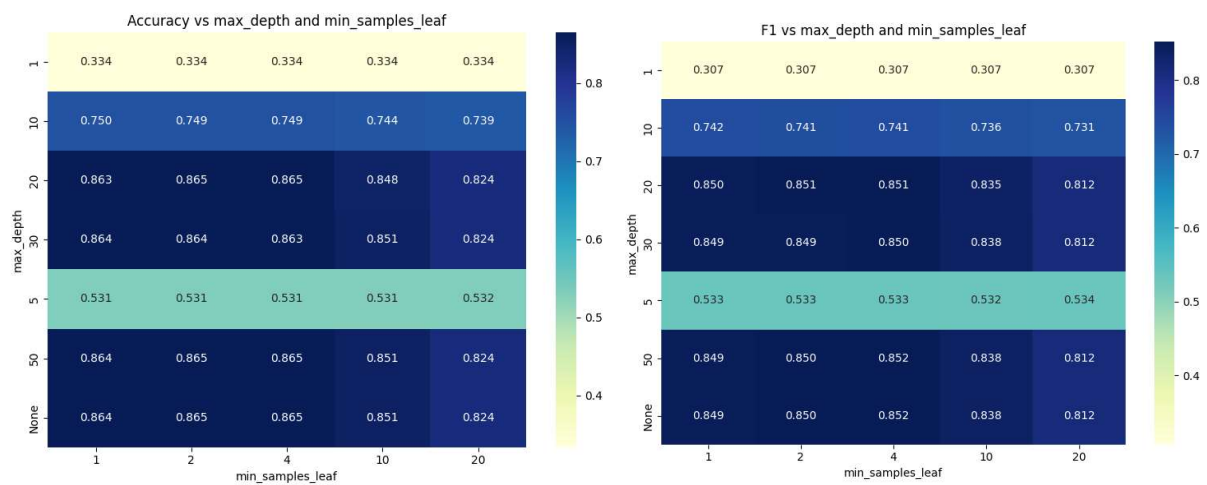 Accuracy vs max_depth and min_samples_leaf
max_depth
1 0.334 0.334 0.334 0.334 0.334
10 0.750 0.749 0.749 0.744 0.739
20 0.863 0.865 0.865 0.848 0.824
30 0.864 0.864 0.863 0.851 0.824
5 0.531 0.531 0.531 0.531 0.532
50 0.864 0.865 0.865 0.851 0.824
None 0.864 0.865 0.865 0.851 0.824
1 2 4 10 20
min_samples_leaf
0.8
0.7
0.6
0.5
0.4
F1 vs max_depth and min_samples_leaf
max_depth
1 0.307 0.307 0.307 0.307 0.307
10 0.742 0.741 0.741 0.736 0.731
20 0.850 0.851 0.851 0.835 0.812
30 0.849 0.849 0.850 0.838 0.812
5 0.533 0.533 0.533 0.532 0.534
50 0.849 0.850 0.852 0.838 0.812
None 0.849 0.850 0.852 0.838 0.812
1 2 4 10 20
min_samples_leaf
0.8
0.7
0.6
0.5
0.4